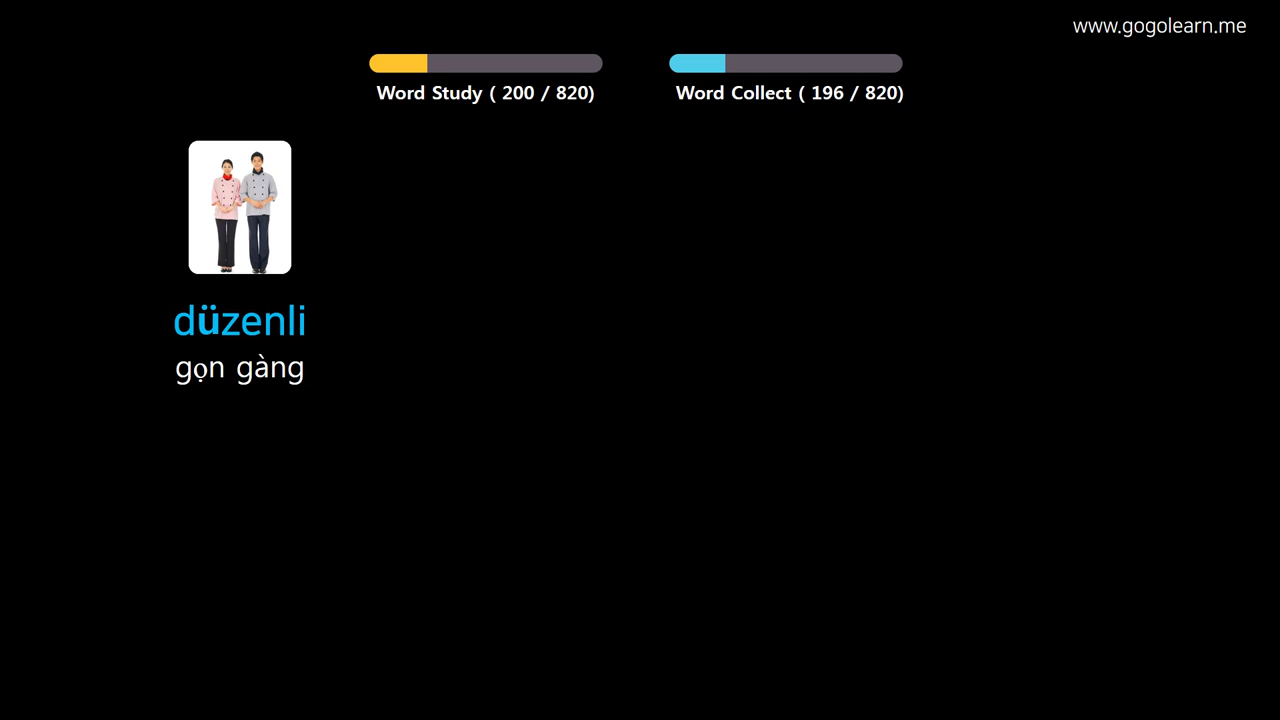 www.gogolearn.me
Word Study ( 200 / 820)
Word Collect ( 196 / 820)
düzenli
gọn gàng